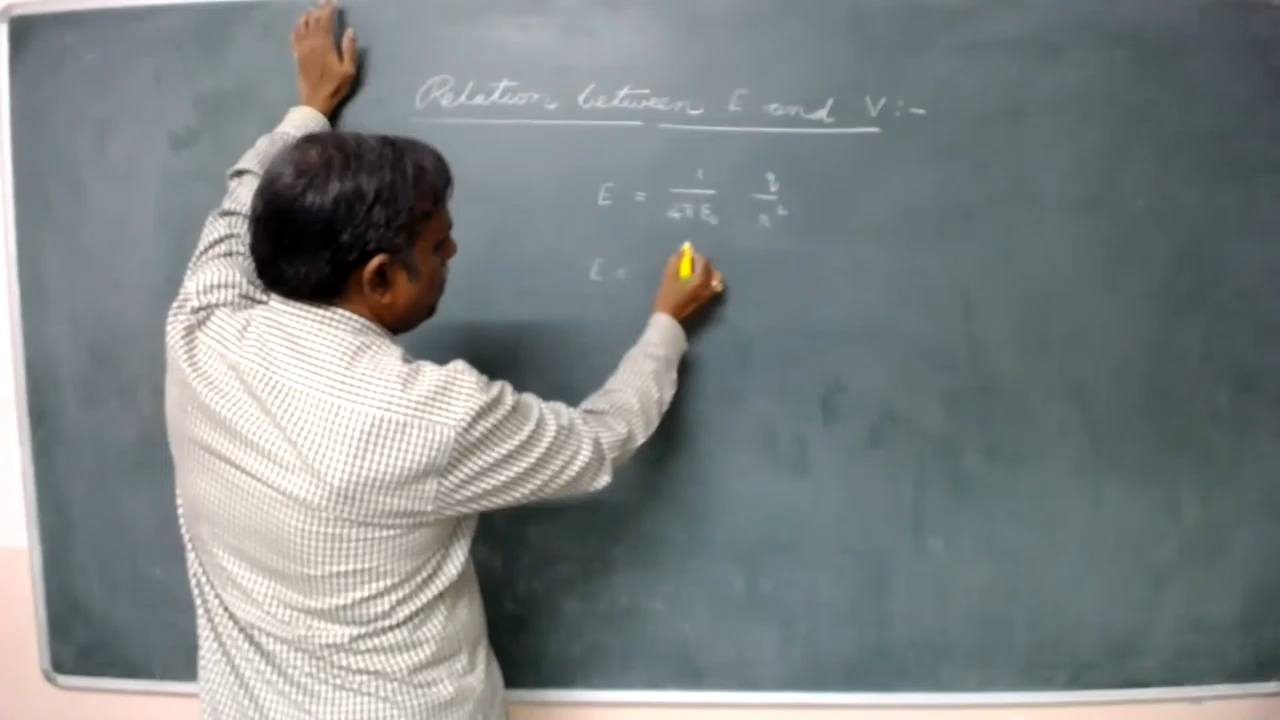 Relation between E and V :-
E = 1/4πε₀ q/r²
E =